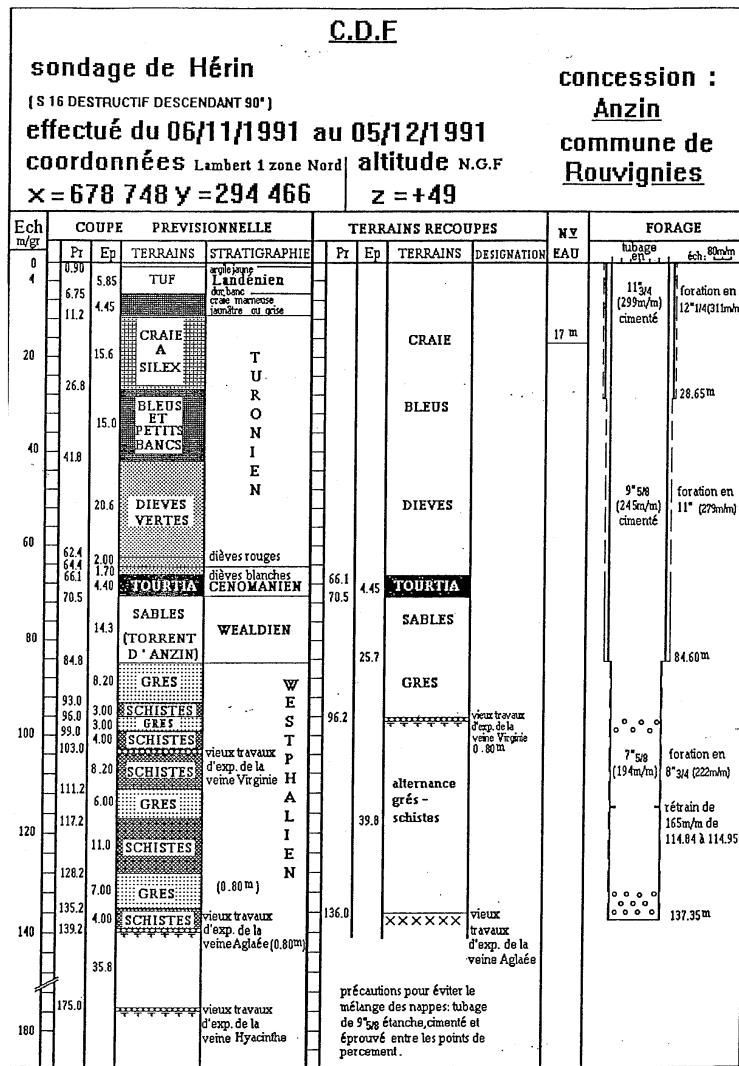 C.D.F
sondage de Hérin
( S 16 DESTRUCTIF DESCENDANT 90° )
effectué du 06/11/1991 au 05/12/1991
coordonnées Lambert 1 zone Nord altitude N.G.F
x = 678 748 y = 294 466 z = +49
concession :
Anzin
commune de
Rouvignies
Ech m/gr
COUPE PREVISIONNELLE
TERRAINS RECOUPES
NV EAU
FORAGE
Pr Ep TERRAINS STRATIGRAPHIE
Pr Ep TERRAINS DESIGNATION
tubage en
éch: 80m/m
0
4
20
40
60
80
100
120
140
180
0.90
6.75
11.2
26.8
41.8
62.4
64.4
66.1
70.5
84.8
93.0
96.0
99.0
103.0
111.2
117.2
128.2
135.2
139.2
175.0
5.85
4.45
15.6
15.0
20.6
2.00
1.70
4.40
14.3
8.20
3.00
3.00
4.00
8.20
6.00
11.0
7.00
4.00
35.8
TUF
CRAIE
A
SILEX
BLEUS
ET
PETITS
BANCS
DIEVES
VERTES
TOURTIA
SABLES
(TORRENT
D'ANZIN)
GRES
SCHISTES
GRES
SCHISTES
SCHISTES
GRES
SCHISTES
GRES
SCHISTES
argile jaune
Landénien
dur banc
craie marneuse
jaunâtre ou grise
TURONIEN
dièves rouges
dièves blanches
CENOMANIEN
WEALDIEN
WESTPHALIEN
vieux travaux
d'exp. de la
veine Virginie
(0.80m)
vieux travaux
d'exp. de la
veine Aglaée (0.80m)
vieux travaux
d'exp. de la
veine Hyacinthe
66.1
70.5
96.2
136.0
4.45
25.7
39.8
CRAIE
BLEUS
DIEVES
TOURTIA
SABLES
GRES
alternance
grés -
schistes
vieux travaux
d'exp. de la
veine Virginie
0.80m
vieux
travaux
d'exp. de la
veine Aglaée
précautions pour éviter le
mélange des nappes: tubage
de 9"5/8 étanche, cimenté et
éprouvé entre les points de
percement.
17 m
11"3/4
(299m/m)
cimenté
foration en
12"1/4(311m/m
28.65m
9"5/8
(245m/m)
cimenté
foration en
11" (279m/m)
84.60m
7"5/8
(194m/m)
foration en
8"3/4 (222m/m)
rétrain de
165m/m de
114.84 à 114.95
137.35m